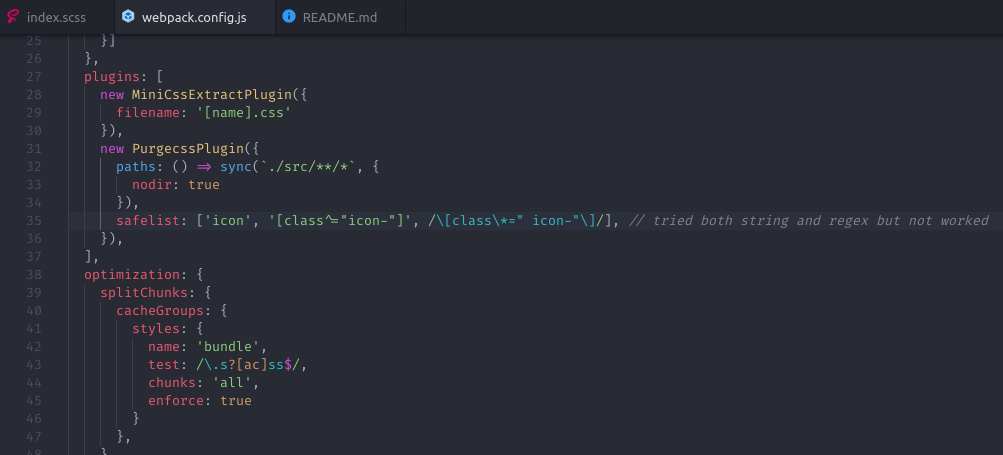 index.scss webpack.config.js README.md
25 }]
26 },
27 plugins: [
28 new MiniCssExtractPlugin({
29 filename: '[name].css'
30 }),
31 new PurgecssPlugin({
32 paths: () => sync(`./src/**/*`, {
33 nodir: true
34 }),
35 safelist: ['icon', '[class^="icon-"]', /\[class\*=" icon-"\]/], // tried both string and regex but not worked
36 }),
37 ],
38 optimization: {
39 splitChunks: {
40 cacheGroups: {
41 styles: {
42 name: 'bundle',
43 test: /\.s?[ac]ss$/,
44 chunks: 'all',
45 enforce: true
46 }
47 },
48 }